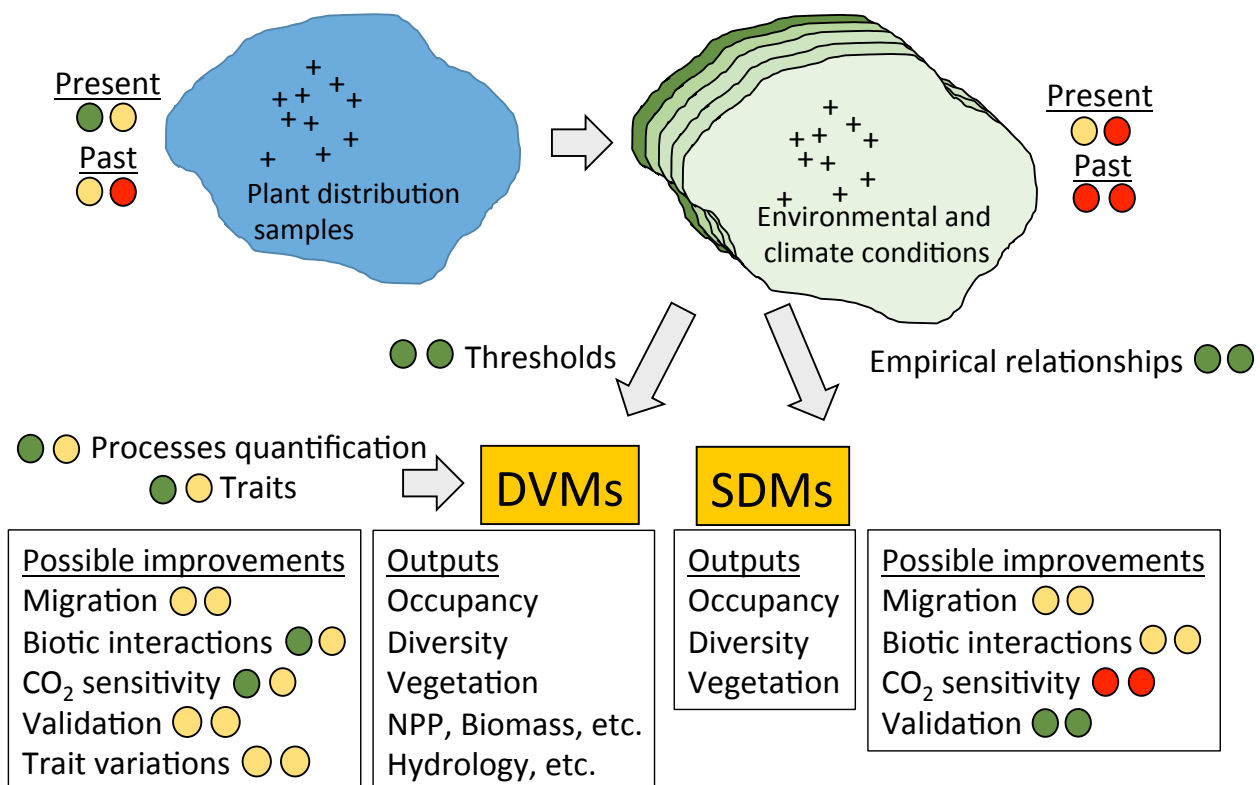 Present
Past
Plant distribution
samples
Environmental and
climate conditions
Present
Past
Thresholds
Empirical relationships
Processes quantification
Traits
DVMs
SDMs
Possible improvements
Migration
Biotic interactions
CO₂ sensitivity
Validation
Trait variations
Outputs
Occupancy
Diversity
Vegetation
NPP, Biomass, etc.
Hydrology, etc.
Outputs
Occupancy
Diversity
Vegetation
Possible improvements
Migration
Biotic interactions
CO₂ sensitivity
Validation